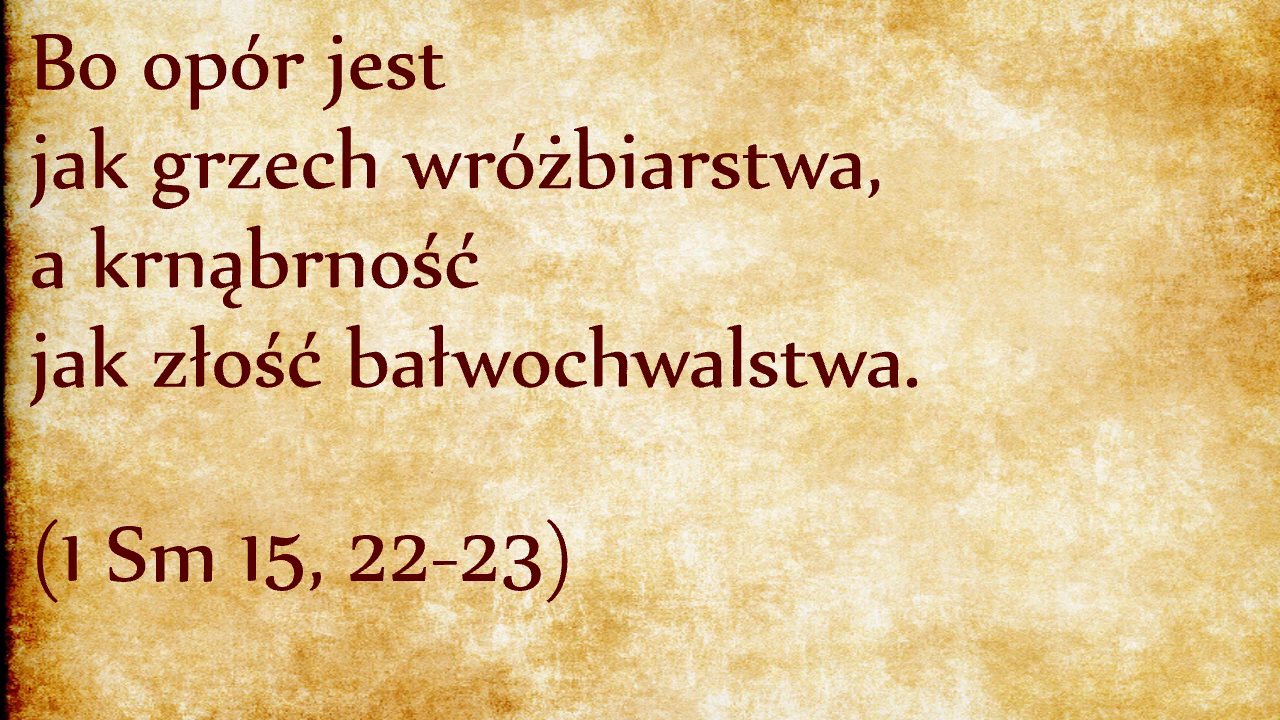 Bo opór jest
jak grzech wróżbiarstwa,
a krnąbrność
jak złość bałwochwalstwa.
(1 Sm 15, 22-23)